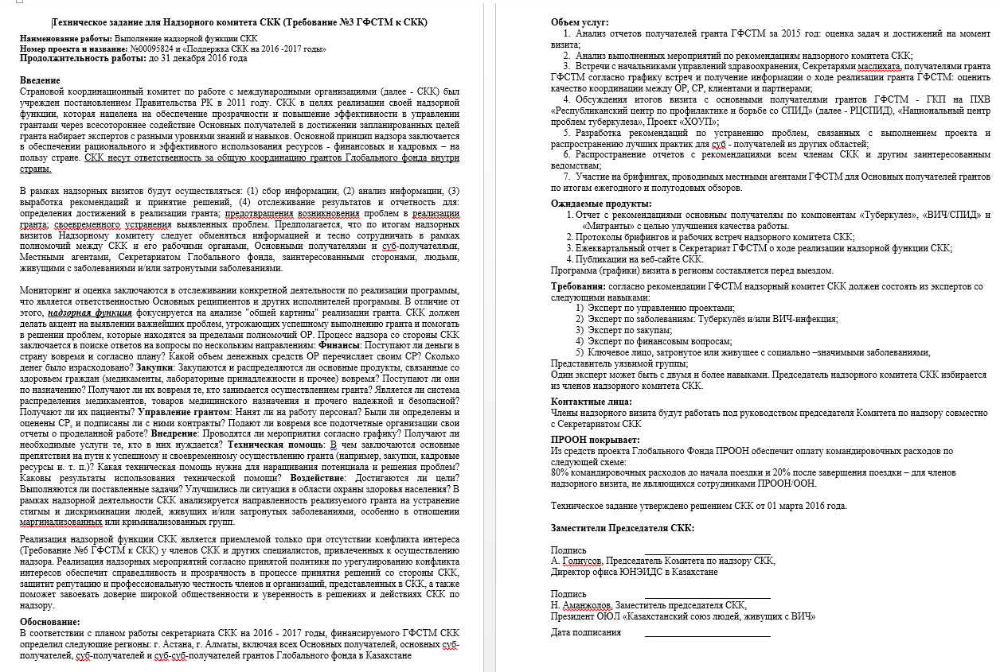 Техническое задание для Надзорного комитета СКК (Требование №3 ГФСТМ к СКК)
Наименование работы: Выполнение надзорной функции СКК
Номер проекта и название: №00095824 и «Поддержка СКК на 2016 -2017 годы»
Продолжительность работы: до 31 декабря 2016 года
Введение
Страновой координационный комитет по работе с международными организациями (далее - СКК) был
учрежден постановлением Правительства РК в 2011 году. СКК в целях реализации своей надзорной
функции, которая нацелена на обеспечение прозрачности и повышение эффективности в управлении
грантами через всестороннее содействие Основных получателей в достижении запланированных целей
гранта набирает экспертов с разными уровнями знаний и навыков. Основной принцип надзора заключается
в обеспечении рационального и эффективного использования ресурсов - финансовых и кадровых – на
пользу стране. СКК несут ответственность за общую координацию грантов Глобального фонда внутри
страны.
В рамках надзорных визитов будут осуществляться: (1) сбор информации, (2) анализ информации, (3)
выработка рекомендаций и принятие решений, (4) отслеживание результатов и отчетность для:
определения достижений в реализации гранта; предотвращения возникновения проблем в реализации
гранта; своевременного устранения выявленных проблем. Предполагается, что по итогам надзорных
визитов Надзорному комитету следует обменяться информацией и тесно сотрудничать в рамках
полномочий между СКК и его рабочими органами, Основными получателями и суб-получателями,
Местными агентами, Секретариатом Глобального фонда, заинтересованными сторонами, людьми,
живущими с заболеваниями и/или затронутыми заболеваниями.
Мониторинг и оценка заключаются в отслеживании конкретной деятельности по реализации программы,
что является ответственностью Основных реципиентов и других исполнителей программы. В отличие от
этого, надзорная функция фокусируется на анализе "общей картины" реализации гранта. СКК должен
делать акцент на выявлении важнейших проблем, угрожающих успешному выполнению гранта и помогать
в решении проблем, которые находятся за пределами полномочий ОР. Процесс надзора со стороны СКК
заключается в поиске ответов на вопросы по нескольким направлениям: Финансы: Поступают ли деньги в
страну вовремя и согласно плану? Какой объем денежных средств ОР перечисляет своим СР? Сколько
денег было израсходовано? Закупки: Закупаются и распределяются ли основные продукты, связанные со
здоровьем граждан (медикаменты, лабораторные принадлежности и прочее) вовремя? Поступают ли они
по назначению? Получают ли их вовремя те, кто занимается осуществлением гранта? Является ли система
распределения медикаментов, товаров медицинского назначения и прочего надежной и безопасной?
Получают ли их пациенты? Управление грантом: Нанят ли на работу персонал? Были ли определены и
оценены СР, и подписаны ли с ними контракты? Подают ли вовремя все подотчетные организации свои
отчеты о проделанной работе? Внедрение: Проводятся ли мероприятия согласно графику? Получают ли
необходимые услуги те, кто в них нуждается? Техническая помощь: В чем заключаются основные
препятствия на пути к успешному и своевременному осуществлению гранта (например, закупки, кадровые
ресурсы и. т. п.)? Какая техническая помощь нужна для наращивания потенциала и решения проблем?
Каковы результаты использования технической помощи? Воздействие: Достигаются ли цели?
Выполняются ли поставленные задачи? Улучшились ли ситуация в области охраны здоровья населения? В
рамках надзорной деятельности СКК анализируется направленность реализуемого гранта на устранение
стигмы и дискриминации людей, живущих и/или затронутых заболеваниями, особенно в отношении
маргинализованных или криминализованных групп.
Реализация надзорной функции СКК является приемлемой только при отсутствии конфликта интереса
(Требование №6 ГФСТМ к СКК) у членов СКК и других специалистов, привлеченных к осуществлению
надзора. Реализация надзорных мероприятий согласно принятой политики по урегулированию конфликта
интересов обеспечит справедливость и прозрачность в процессе принятия решений со стороны СКК,
защитит репутацию и профессиональную честность членов и организаций, представленных в СКК, а также
поможет завоевать доверие широкой общественности и уверенность в решениях и действиях СКК по
надзору.
Обоснование:
В соответствии с планом работы секретариата СКК на 2016 - 2017 годы, финансируемого ГФСТМ СКК
определил следующие регионы: г. Астана, г. Алматы, включая всех Основных получателей, основных суб-
получателей, суб-получателей и суб-суб-получателей грантов Глобального фонда в Казахстане
Объем услуг:
1. Анализ отчетов получателей гранта ГФСТМ за 2015 год: оценка задач и достижений на момент
визита;
2. Анализ выполненных мероприятий по рекомендациям надзорного комитета СКК;
3. Встречи с начальниками управлений здравоохранения, Секретарями маслихата, получателями гранта
ГФСТМ согласно графику встреч и получение информации о ходе реализации гранта ГФСТМ: оценить
качество координации между ОР, СР, клиентами и партнерами;
4. Обсуждения итогов визита с основными получателями грантов ГФСТМ - ГКП на ПХВ
«Республиканский центр по профилактике и борьбе со СПИД» (далее - РЦСПИД), «Национальный центр
проблем туберкулеза», Проект «ХОУП»;
5. Разработка рекомендаций по устранению проблем, связанных с выполнением проекта и
распространению лучших практик для суб - получателей из других областей;
6. Распространение отчетов с рекомендациями всем членам СКК и другим заинтересованным
ведомствам;
7. Участие на брифингах, проводимых местными агентами ГФСТМ для Основных получателей грантов
по итогам ежегодного и полугодовых обзоров.
Ожидаемые продукты:
1. Отчет с рекомендациями основным получателям по компонентам «Туберкулез», «ВИЧ/СПИД» и
«Мигранты» с целью улучшения качества работы.
2. Протоколы брифингов и рабочих встреч надзорного комитета СКК;
3. Ежеквартальный отчет в Секретариат ГФСТМ о ходе реализации надзорной функции СКК;
4. Публикации на веб-сайте СКК.
Программа (графики) визита в регионы составляется перед выездом.
Требования: согласно рекомендации ГФСТМ надзорный комитет СКК должен состоять из экспертов со
следующими навыками:
1) Эксперт по управлению проектами;
2) Эксперт по заболеваниям: Туберкулёз и/или ВИЧ-инфекция;
3) Эксперт по закупам;
4) Эксперт по финансовым вопросам;
5) Ключевое лицо, затронутое или живущее с социально –значимыми заболеваниями,
Представитель уязвимой группы;
Один эксперт может быть с двумя и более навыками. Председатель надзорного комитета СКК избирается
из членов надзорного комитета СКК.
Контактные лица:
Члены надзорного визита будут работать под руководством председателя Комитета по надзору совместно
с Секретариатом СКК
ПРООН покрывает:
Из средств проекта Глобального Фонда ПРООН обеспечит оплату командировочных расходов по
следующей схеме:
80% командировочных расходов до начала поездки и 20% после завершения поездки – для членов
надзорного визита, не являющихся сотрудниками ПРООН/ООН.
Техническое задание утверждено решением СКК от 01 марта 2016 года.
Заместители Председателя СКК:
Подпись
А. Голиусов, Председатель Комитета по надзору СКК,
Директор офиса ЮНЭЙДС в Казахстане
Подпись
Н. Аманжолов, Заместитель председателя СКК,
Президент ОЮЛ «Казахстанский союз людей, живущих с ВИЧ»
Дата подписания